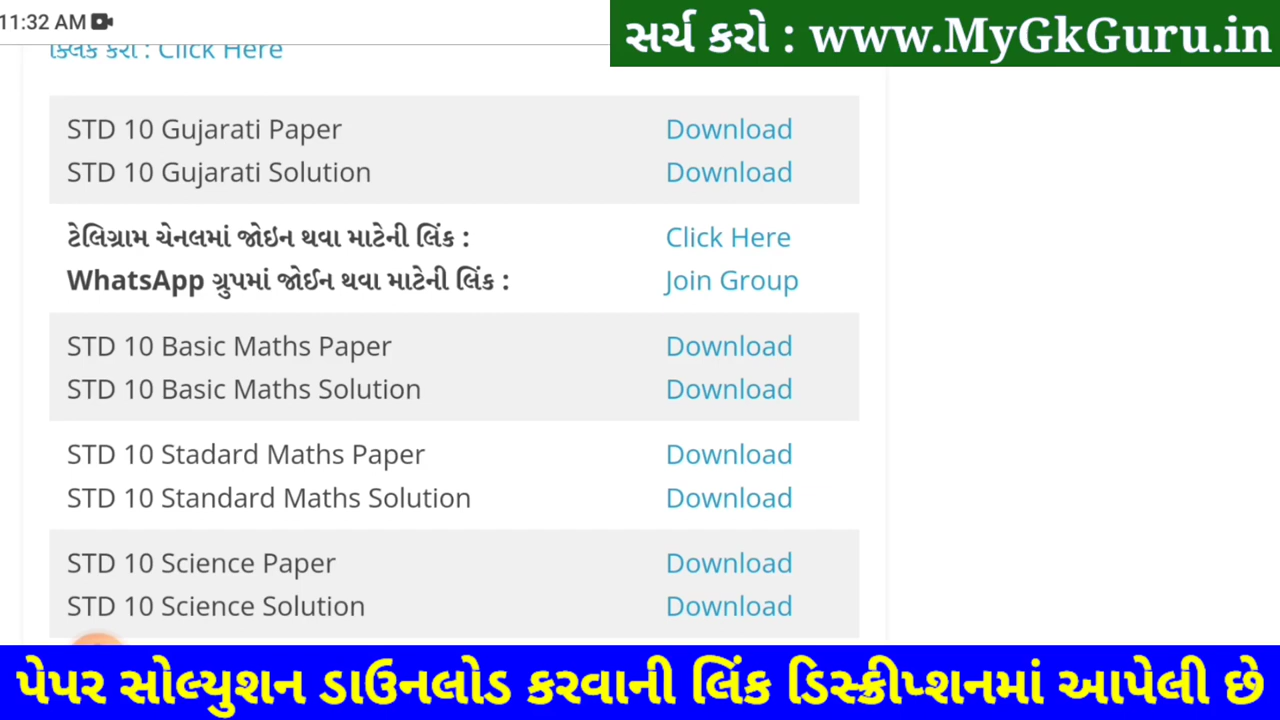 11:32 AM
સર્ચ કરો : www.MyGkGuru.in
ક્લિક કરો : Click Here
STD 10 Gujarati Paper Download
STD 10 Gujarati Solution Download
ટેલિગ્રામ ચેનલમાં જોઇન થવા માટેની લિંક : Click Here
WhatsApp ગ્રુપમાં જોઈન થવા માટેની લિંક : Join Group
STD 10 Basic Maths Paper Download
STD 10 Basic Maths Solution Download
STD 10 Stadard Maths Paper Download
STD 10 Standard Maths Solution Download
STD 10 Science Paper Download
STD 10 Science Solution Download
પેપર સોલ્યુશન ડાઉનલોડ કરવાની લિંક ડિસ્ક્રીપ્શનમાં આપેલી છે